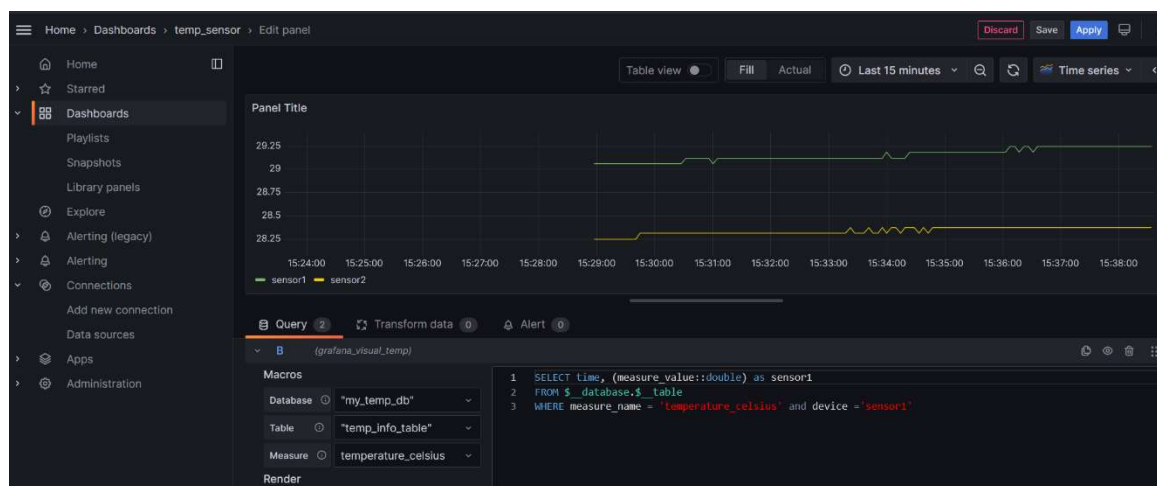 Home › Dashboards › temp_sensor › Edit panel
Discard Save Apply
Home
Starred
Dashboards
Playlists
Snapshots
Library panels
Explore
Alerting (legacy)
Alerting
Connections
Add new connection
Data sources
Apps
Administration
Table view Fill Actual Last 15 minutes Time series
Panel Title
29.25
29
28.75
28.5
28.25
15:24:00 15:25:00 15:26:00 15:27:00 15:28:00 15:29:00 15:30:00 15:31:00 15:32:00 15:33:00 15:34:00 15:35:00 15:36:00 15:37:00 15:38:00
sensor1 sensor2
Query 2 Transform data 0 Alert 0
B (grafana_visual_temp)
Macros
Database "my_temp_db"
Table "temp_info_table"
Measure temperature_celsius
Render
1 SELECT time, (measure_value::double) as sensor1
2 FROM $__database.$__table
3 WHERE measure_name = 'temperature_celsius' and device ='sensor1'